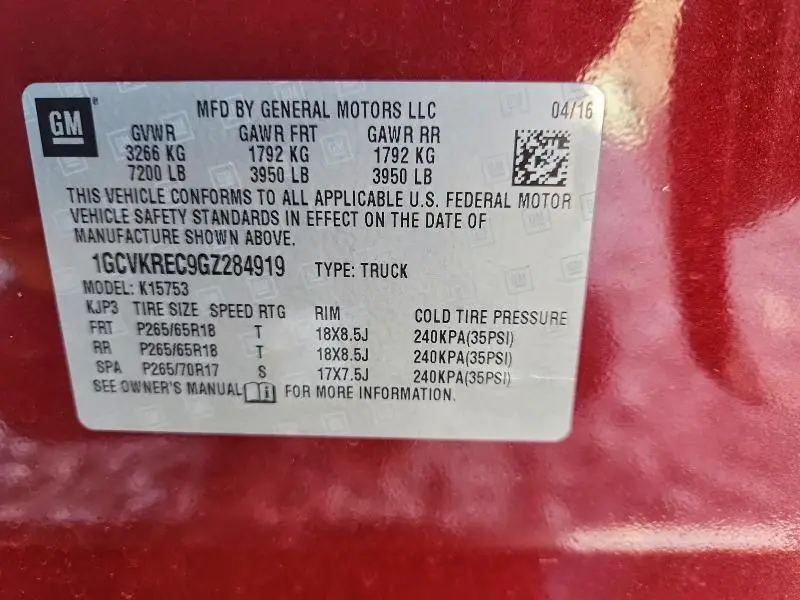 GM
MFD BY GENERAL MOTORS LLC 04/16
GVWR GAWR FRT GAWR RR
3266 KG 1792 KG 1792 KG
7200 LB 3950 LB 3950 LB
THIS VEHICLE CONFORMS TO ALL APPLICABLE U.S. FEDERAL MOTOR
VEHICLE SAFETY STANDARDS IN EFFECT ON THE DATE OF
MANUFACTURE SHOWN ABOVE.
1GCVKREC9GZ284919 TYPE: TRUCK
MODEL: K15753
KJP3 TIRE SIZE SPEED RTG RIM COLD TIRE PRESSURE
FRT P265/65R18 T 18X8.5J 240KPA(35PSI)
RR P265/65R18 T 18X8.5J 240KPA(35PSI)
SPA P265/70R17 S 17X7.5J 240KPA(35PSI)
SEE OWNER'S MANUAL FOR MORE INFORMATION.